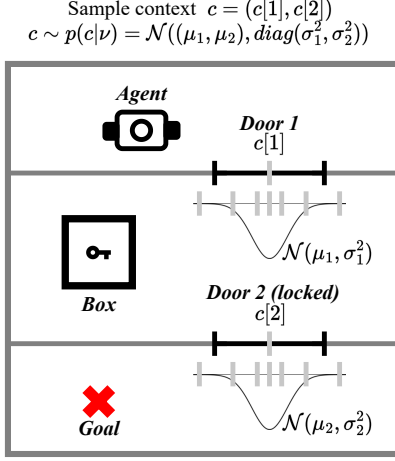 Sample context c = (c[1], c[2])
c ∼ p(c|ν) = 𝒩((μ₁, μ₂), diag(σ₁², σ₂²))
Agent
Door 1
c[1]
𝒩(μ₁, σ₁²)
Box
Door 2 (locked)
c[2]
Goal
𝒩(μ₂, σ₂²)